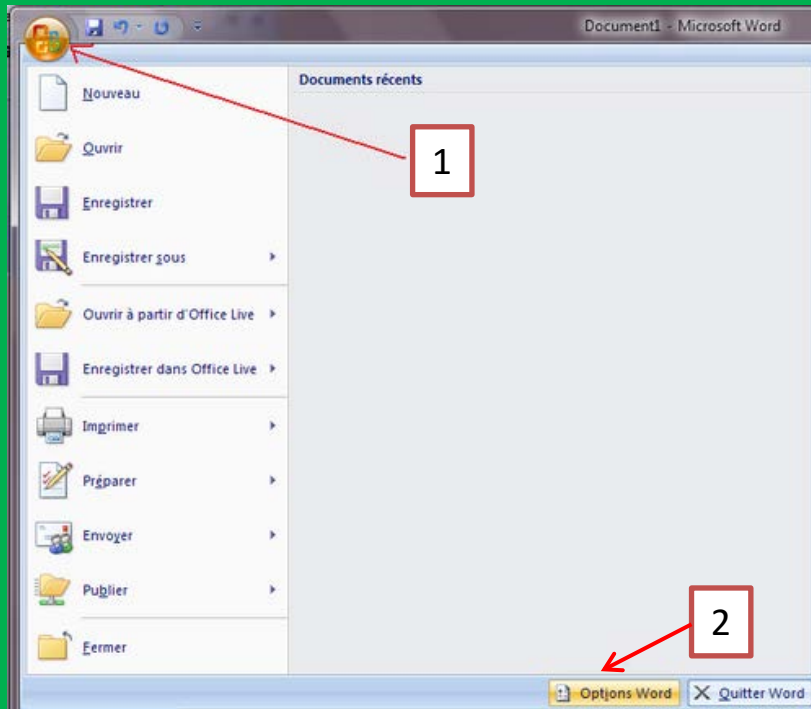 Document1 - Microsoft Word
Documents récents
Nouveau
1
Ouvrir
Enregistrer
Enregistrer sous
Ouvrir à partir d'Office Live
Enregistrer dans Office Live
Imprimer
Préparer
Envoyer
Publier
2
Fermer
Options Word
Quitter Word